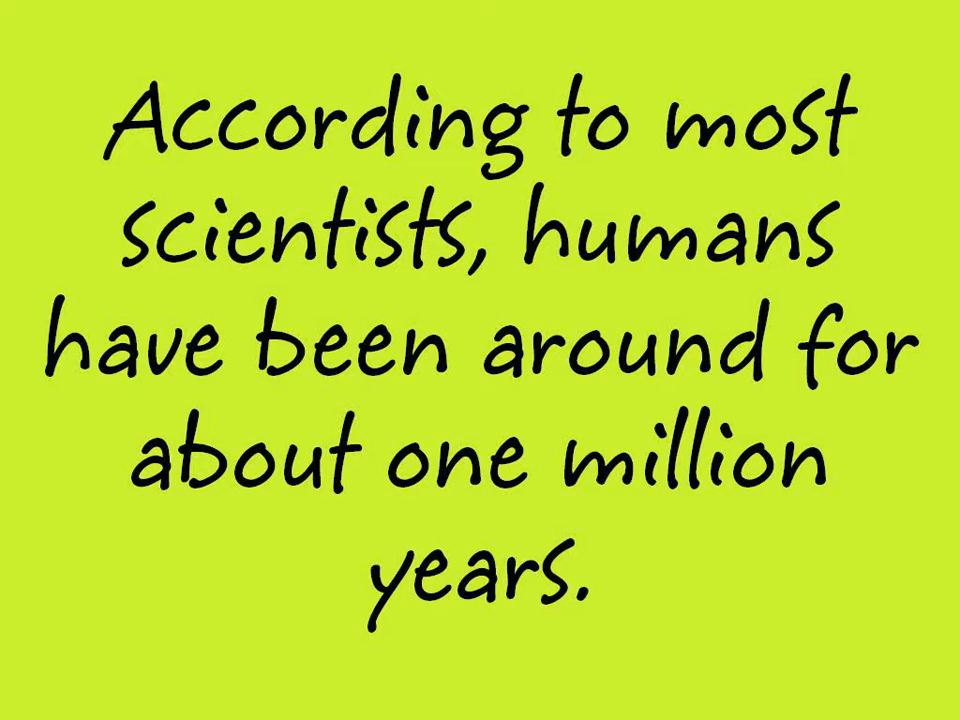 According to most
scientists, humans
have been around for
about one million
years.